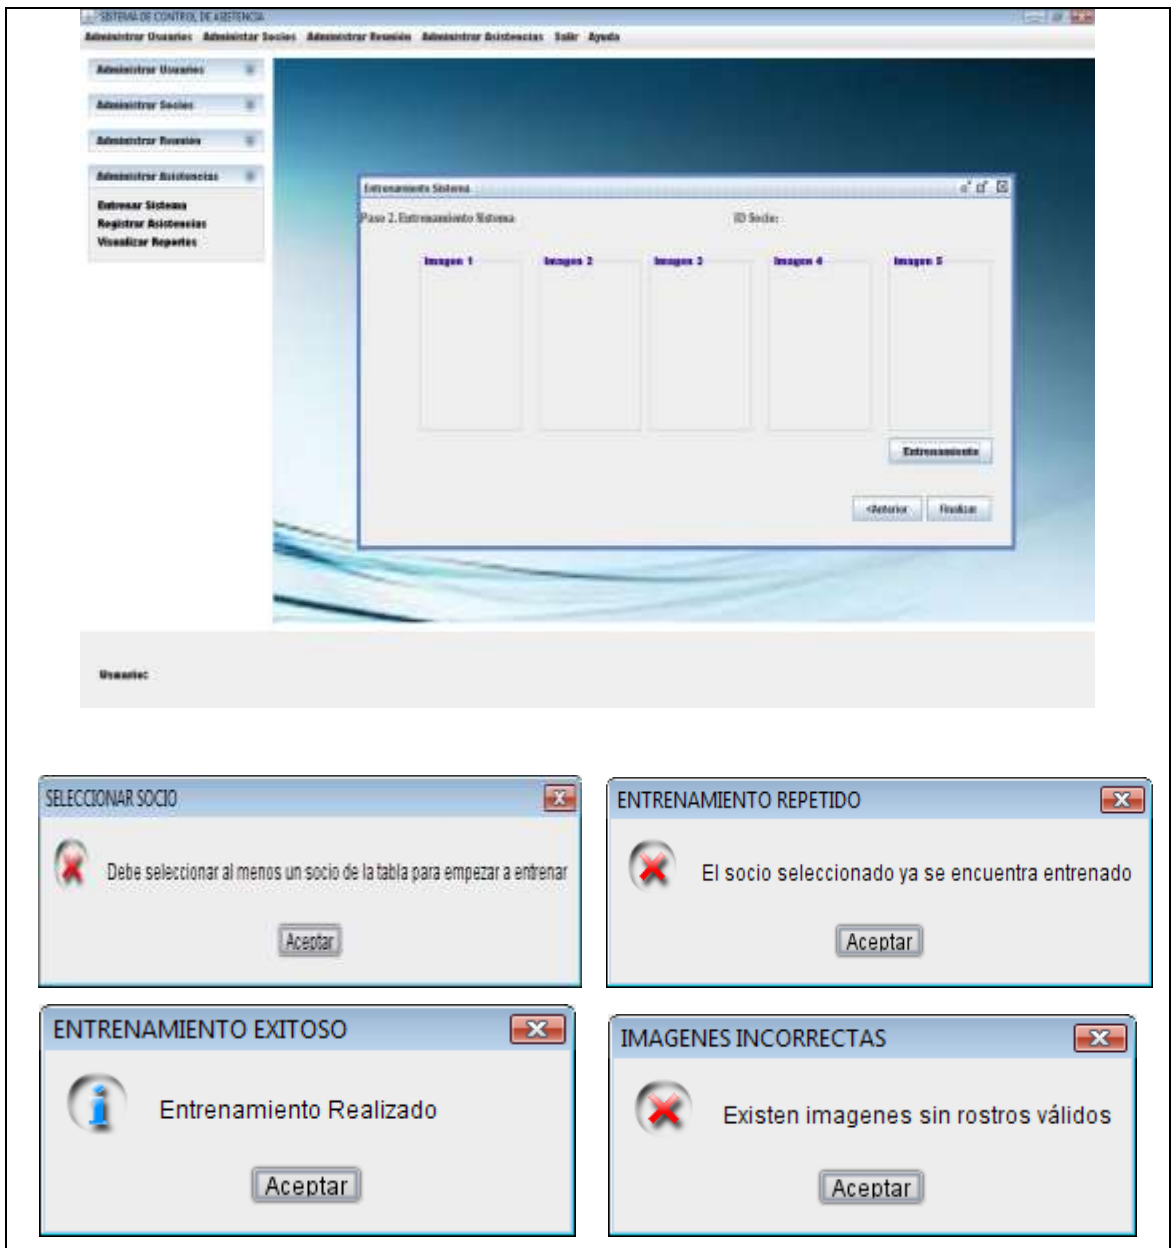 SISTEMA DE CONTROL DE ASISTENCIA
Administrar Usuarios Administar Socios Administrar Reunión Administrar Asistencias Salir Ayuda
Administrar Usuarios
Administrar Socios
Administrar Reunión
Administrar Asistencias
Entrenar Sistema
Registrar Asistencias
Visualizar Reportes
Entrenamiento Sistema
Paso 2. Entrenamiento Sistema ID Socio:
Imagen 1 Imagen 2 Imagen 3 Imagen 4 Imagen 5
Entrenamiento
<Anterior Finalizar
Usuario:
SELECCIONAR SOCIO
Debe seleccionar al menos un socio de la tabla para empezar a entrenar
Aceptar
ENTRENAMIENTO REPETIDO
El socio seleccionado ya se encuentra entrenado
Aceptar
ENTRENAMIENTO EXITOSO
Entrenamiento Realizado
Aceptar
IMAGENES INCORRECTAS
Existen imagenes sin rostros válidos
Aceptar